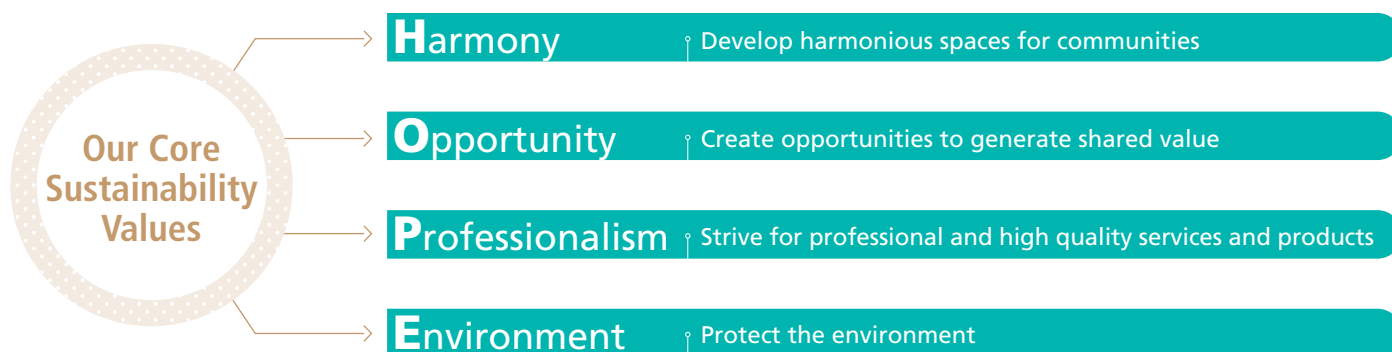 Our Core
Sustainability
Values
Harmony Develop harmonious spaces for communities
Opportunity Create opportunities to generate shared value
Professionalism Strive for professional and high quality services and products
Environment Protect the environment